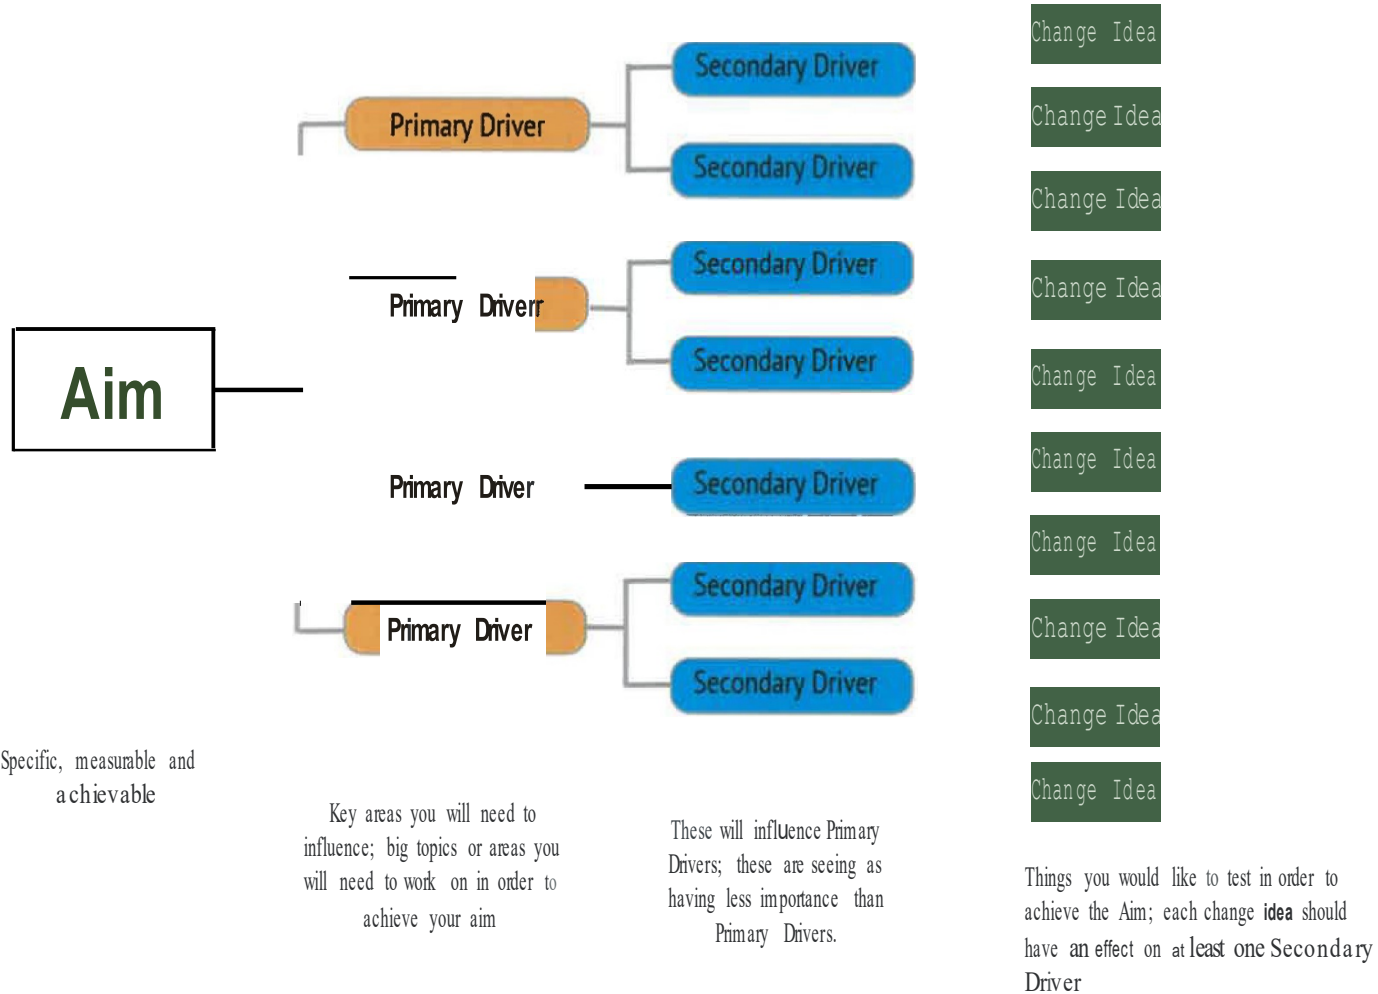 Aim
Specific, measurable and
achievable
Primary Driver
Primary Driverr
Primary Driver
Primary Driver
Key areas you will need to
influence; big topics or areas you
will need to work on in order to
achieve your aim
Secondary Driver
Secondary Driver
Secondary Driver
Secondary Driver
Secondary Driver
Secondary Driver
Secondary Driver
These will influence Primary
Drivers; these are seeing as
having less importance than
Primary Drivers.
Change Idea
Change Idea
Change Idea
Change Idea
Change Idea
Change Idea
Change Idea
Change Idea
Change Idea
Change Idea
Things you would like to test in order to
achieve the Aim; each change idea should
have an effect on at least one Secondary
Driver